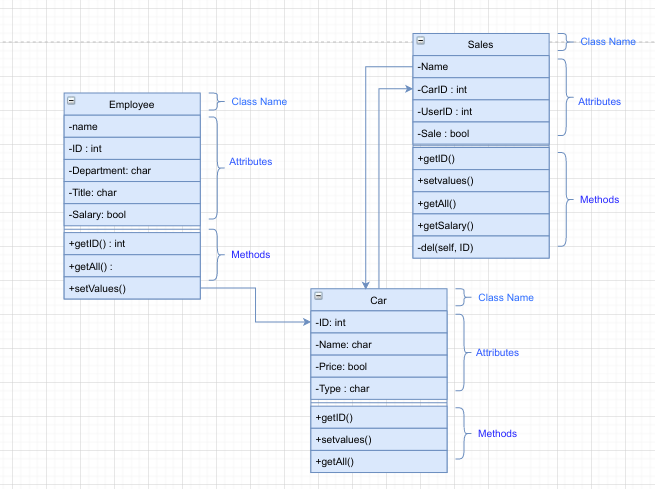 Sales
Class Name
-Name
-CarID : int
Attributes
-UserID : int
-Sale : bool
+getID()
+setvalues()
+getAll()
Methods
+getSalary()
-del(self, ID)
Employee
Class Name
-name
-ID : int
Attributes
-Department: char
-Title: char
-Salary: bool
+getID() : int
Methods
+getAll() :
+setValues()
Car
Class Name
-ID: int
-Name: char
Attributes
-Price: bool
-Type : char
+getID()
+setvalues()
Methods
+getAll()